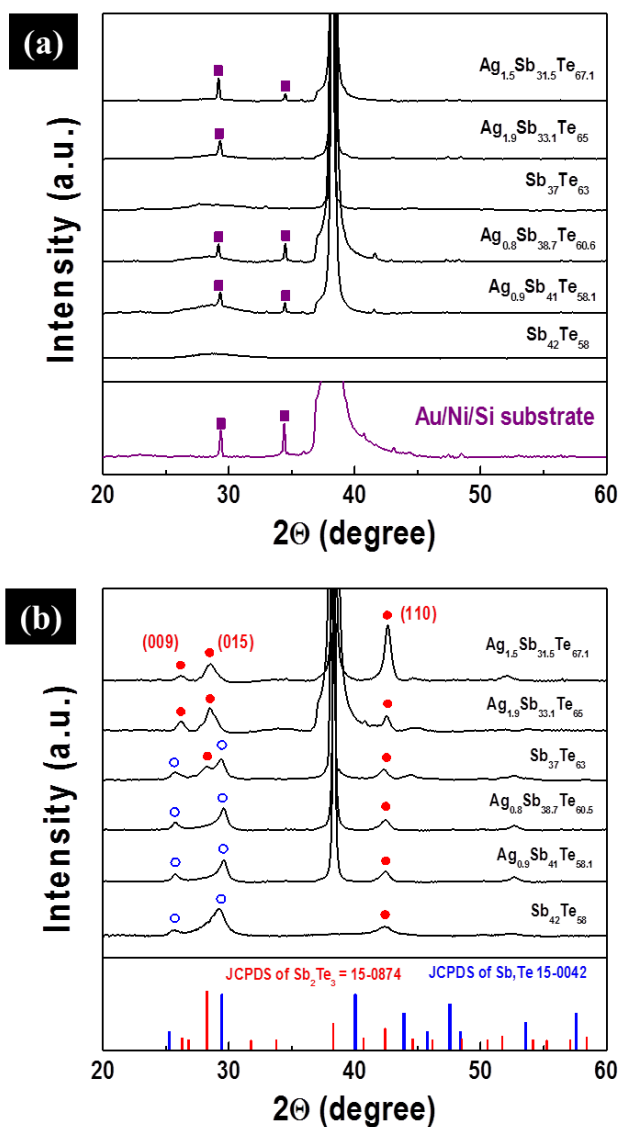 (a)
Intensity (a.u.)
Ag1.5Sb31.5Te67.1
Ag1.9Sb33.1Te65
Sb37Te63
Ag0.8Sb38.7Te60.6
Ag0.9Sb41Te58.1
Sb42Te58
Au/Ni/Si substrate
20 30 40 50 60
2Θ (degree)
(b)
Intensity (a.u.)
(009) (015) (110)
Ag1.5Sb31.5Te67.1
Ag1.9Sb33.1Te65
Sb37Te63
Ag0.8Sb38.7Te60.5
Ag0.9Sb41Te58.1
Sb42Te58
JCPDS of Sb2Te3 = 15-0874 JCPDS of Sb,Te 15-0042
20 30 40 50 60
2Θ (degree)